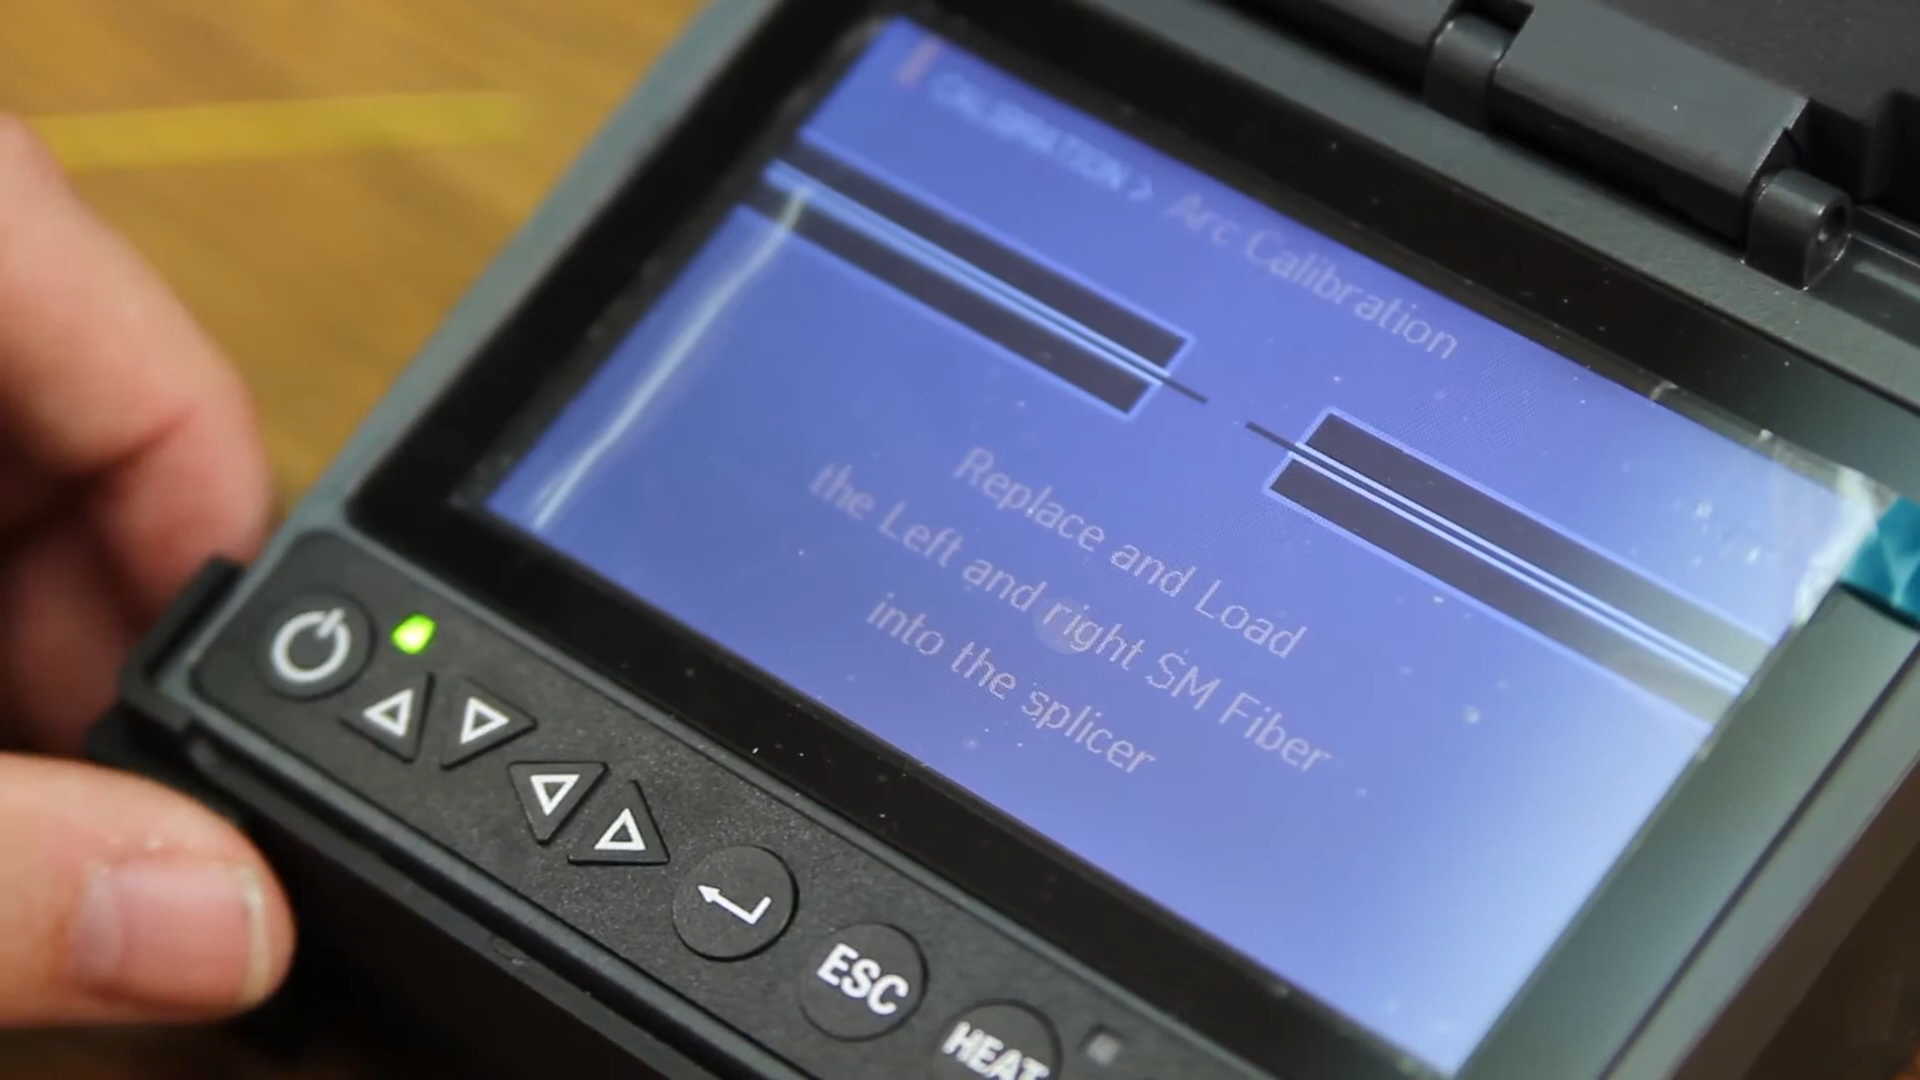 CALIBRATION > Arc Calibration
Replace and Load
the Left and right SM Fiber
into the splicer
ESC
HEAT